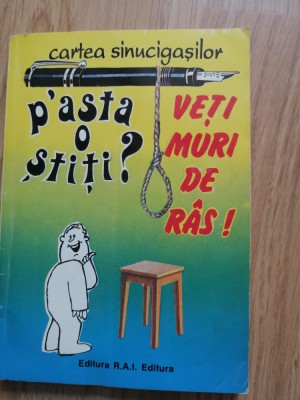 cartea sinucigașilor
p'asta
o
știți?
VEȚI
MURI
DE
RÂS!
Editura R.A.I. Editura